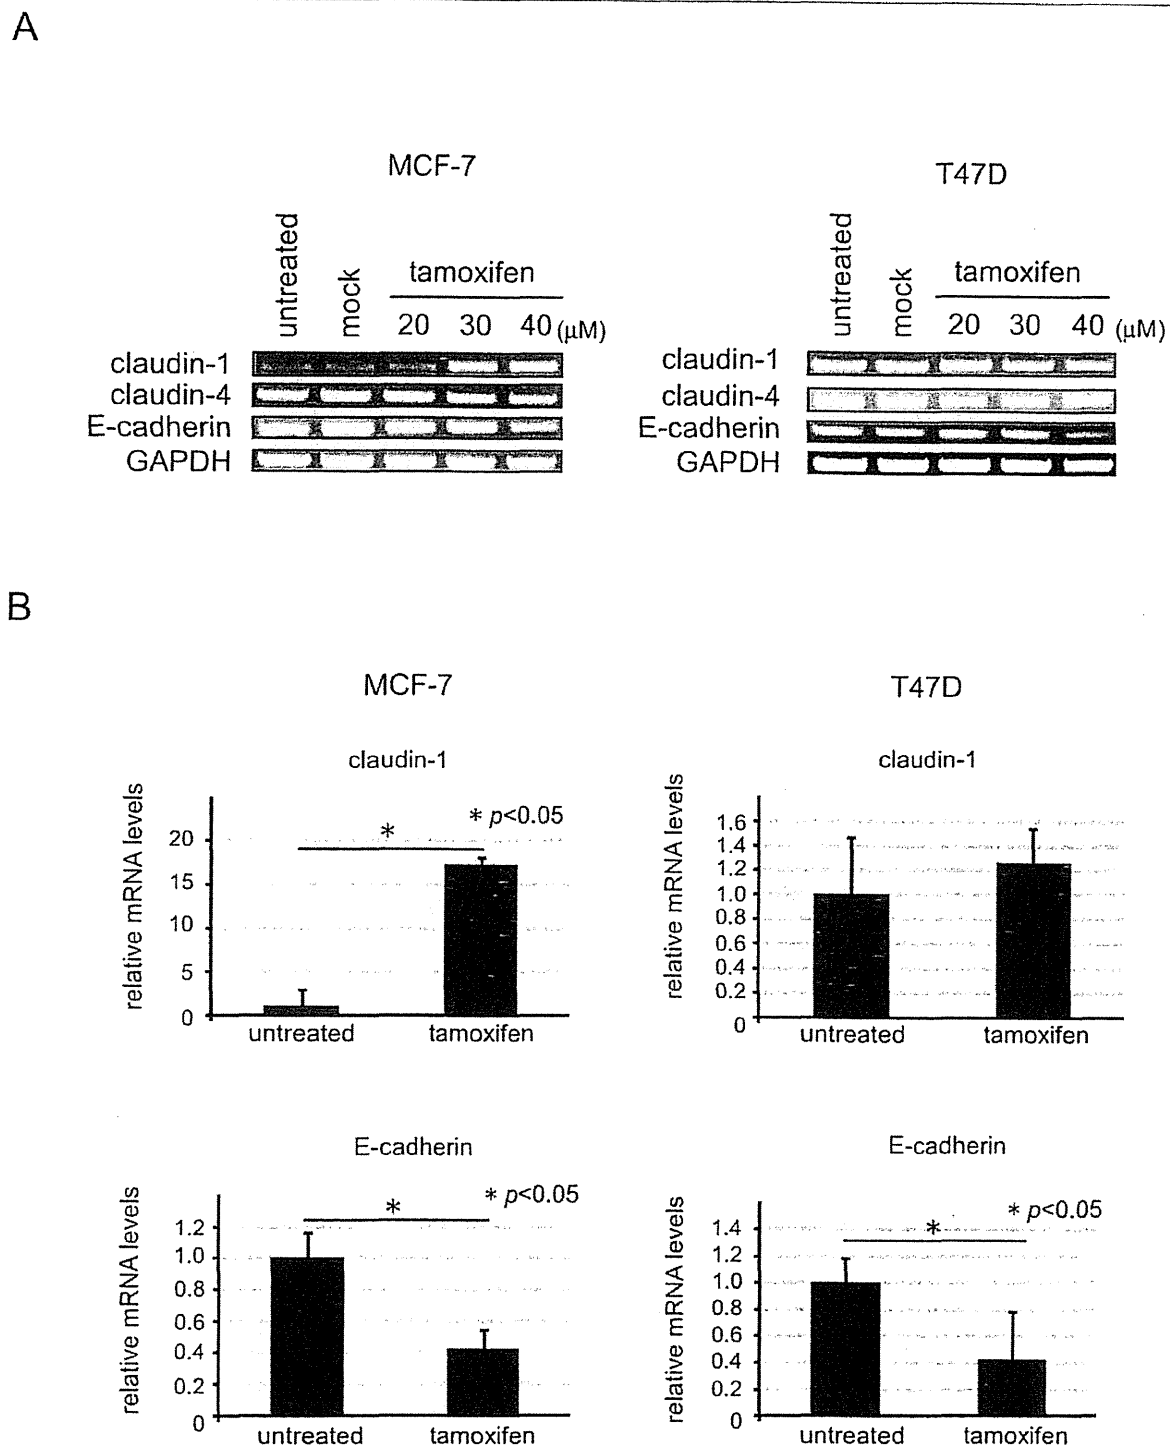 A
MCF-7
untreated
mock
tamoxifen
20 30 40 (μM)
claudin-1
claudin-4
E-cadherin
GAPDH
T47D
untreated
mock
tamoxifen
20 30 40 (μM)
claudin-1
claudin-4
E-cadherin
GAPDH
B
MCF-7
claudin-1
relative mRNA levels
* p<0.05
*
20
15
10
5
0
untreated tamoxifen
T47D
claudin-1
relative mRNA levels
1.6
1.4
1.2
1.0
0.8
0.6
0.4
0.2
0
untreated tamoxifen
E-cadherin
relative mRNA levels
* p<0.05
*
1.2
1.0
0.8
0.6
0.4
0.2
0
untreated tamoxifen
E-cadherin
relative mRNA levels
* p<0.05
*
1.4
1.2
1.0
0.8
0.6
0.4
0.2
0
untreated tamoxifen